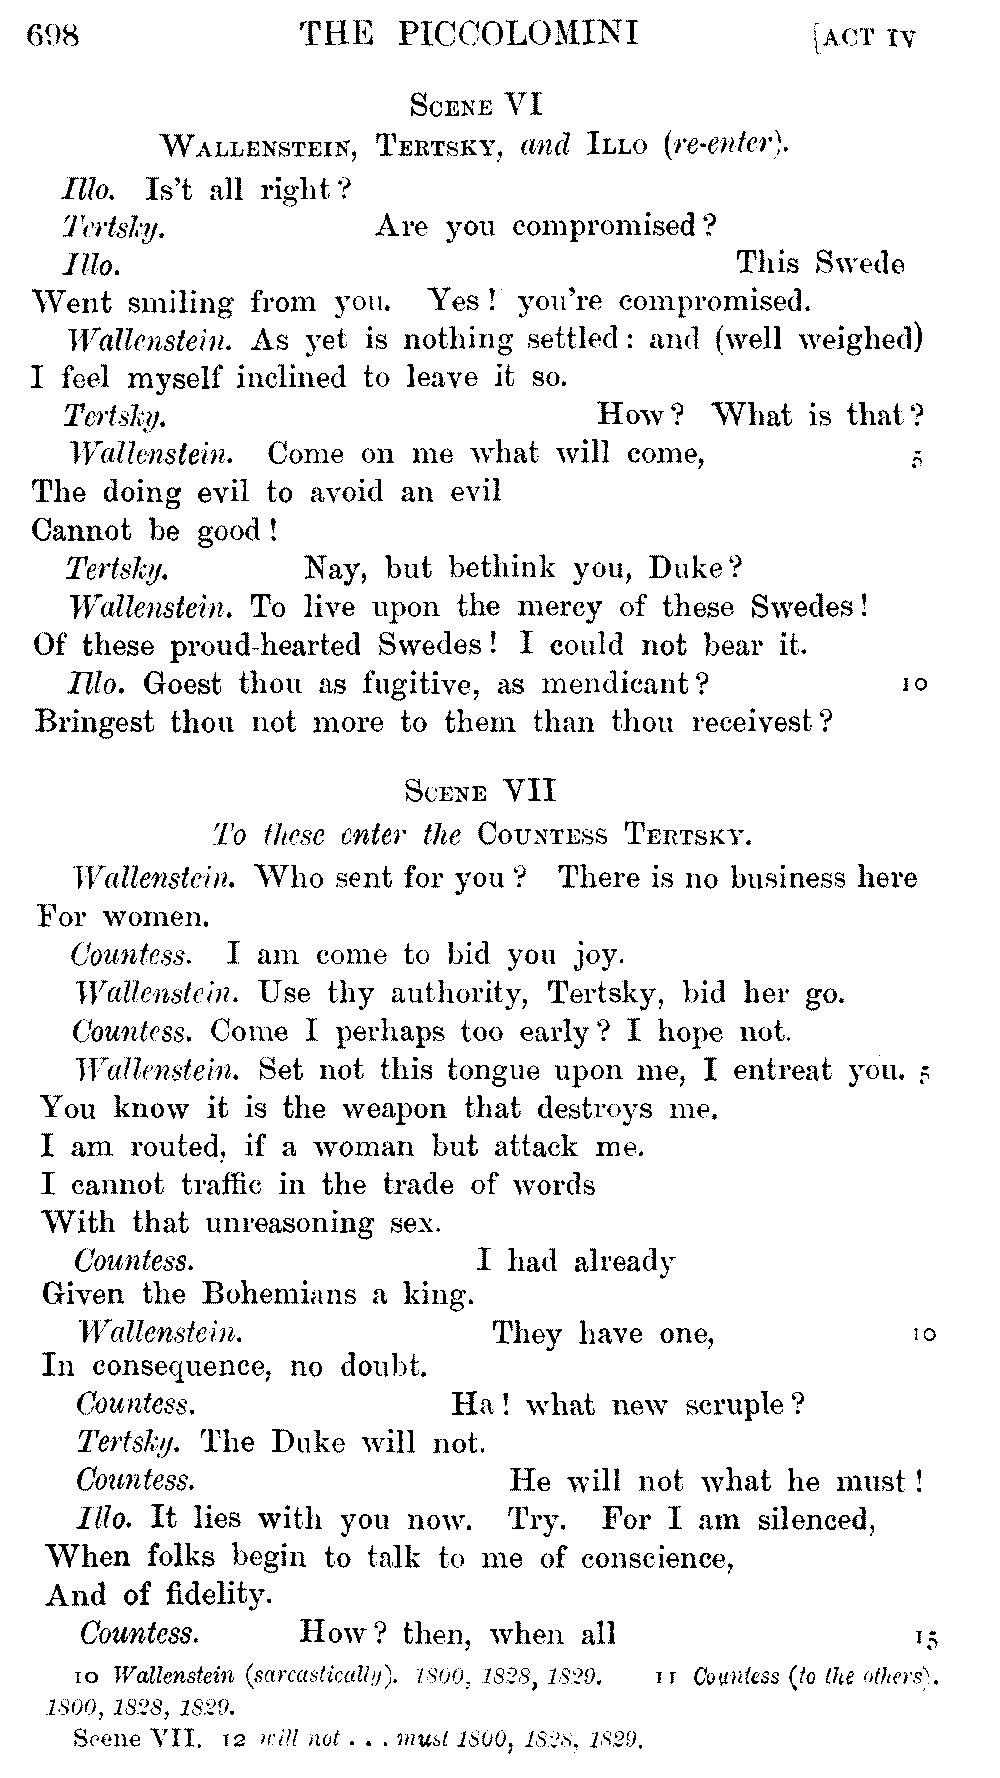 698 THE PICCOLOMINI [ACT IV
SCENE VI
WALLENSTEIN, TERTSKY, and ILLO (re-enter).
Illo. Is't all right?
Tertsky. Are you compromised?
Illo. This Swede
Went smiling from you. Yes! you're compromised.
Wallenstein. As yet is nothing settled: and (well weighed)
I feel myself inclined to leave it so.
Tertsky. How? What is that?
Wallenstein. Come on me what will come, 5
The doing evil to avoid an evil
Cannot be good!
Tertsky. Nay, but bethink you, Duke?
Wallenstein. To live upon the mercy of these Swedes!
Of these proud-hearted Swedes! I could not bear it.
Illo. Goest thou as fugitive, as mendicant? 10
Bringest thou not more to them than thou receivest?
SCENE VII
To these enter the COUNTESS TERTSKY.
Wallenstein. Who sent for you? There is no business here
For women.
Countess. I am come to bid you joy.
Wallenstein. Use thy authority, Tertsky, bid her go.
Countess. Come I perhaps too early? I hope not.
Wallenstein. Set not this tongue upon me, I entreat you. 5
You know it is the weapon that destroys me.
I am routed, if a woman but attack me.
I cannot traffic in the trade of words
With that unreasoning sex.
Countess. I had already
Given the Bohemians a king.
Wallenstein. They have one, 10
In consequence, no doubt.
Countess. Ha! what new scruple?
Tertsky. The Duke will not.
Countess. He will not what he must!
Illo. It lies with you now. Try. For I am silenced,
When folks begin to talk to me of conscience,
And of fidelity.
Countess. How? then, when all 15
10 Wallenstein (sarcastically). 1800, 1828, 1829. 11 Countess (to the others).
1800, 1828, 1829.
Scene VII. 12 will not . . . must 1800, 1828, 1829.